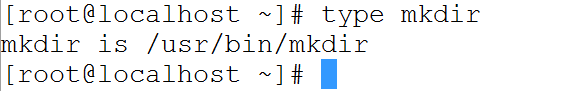 [root@localhost ~]# type mkdir
mkdir is /usr/bin/mkdir
[root@localhost ~]#